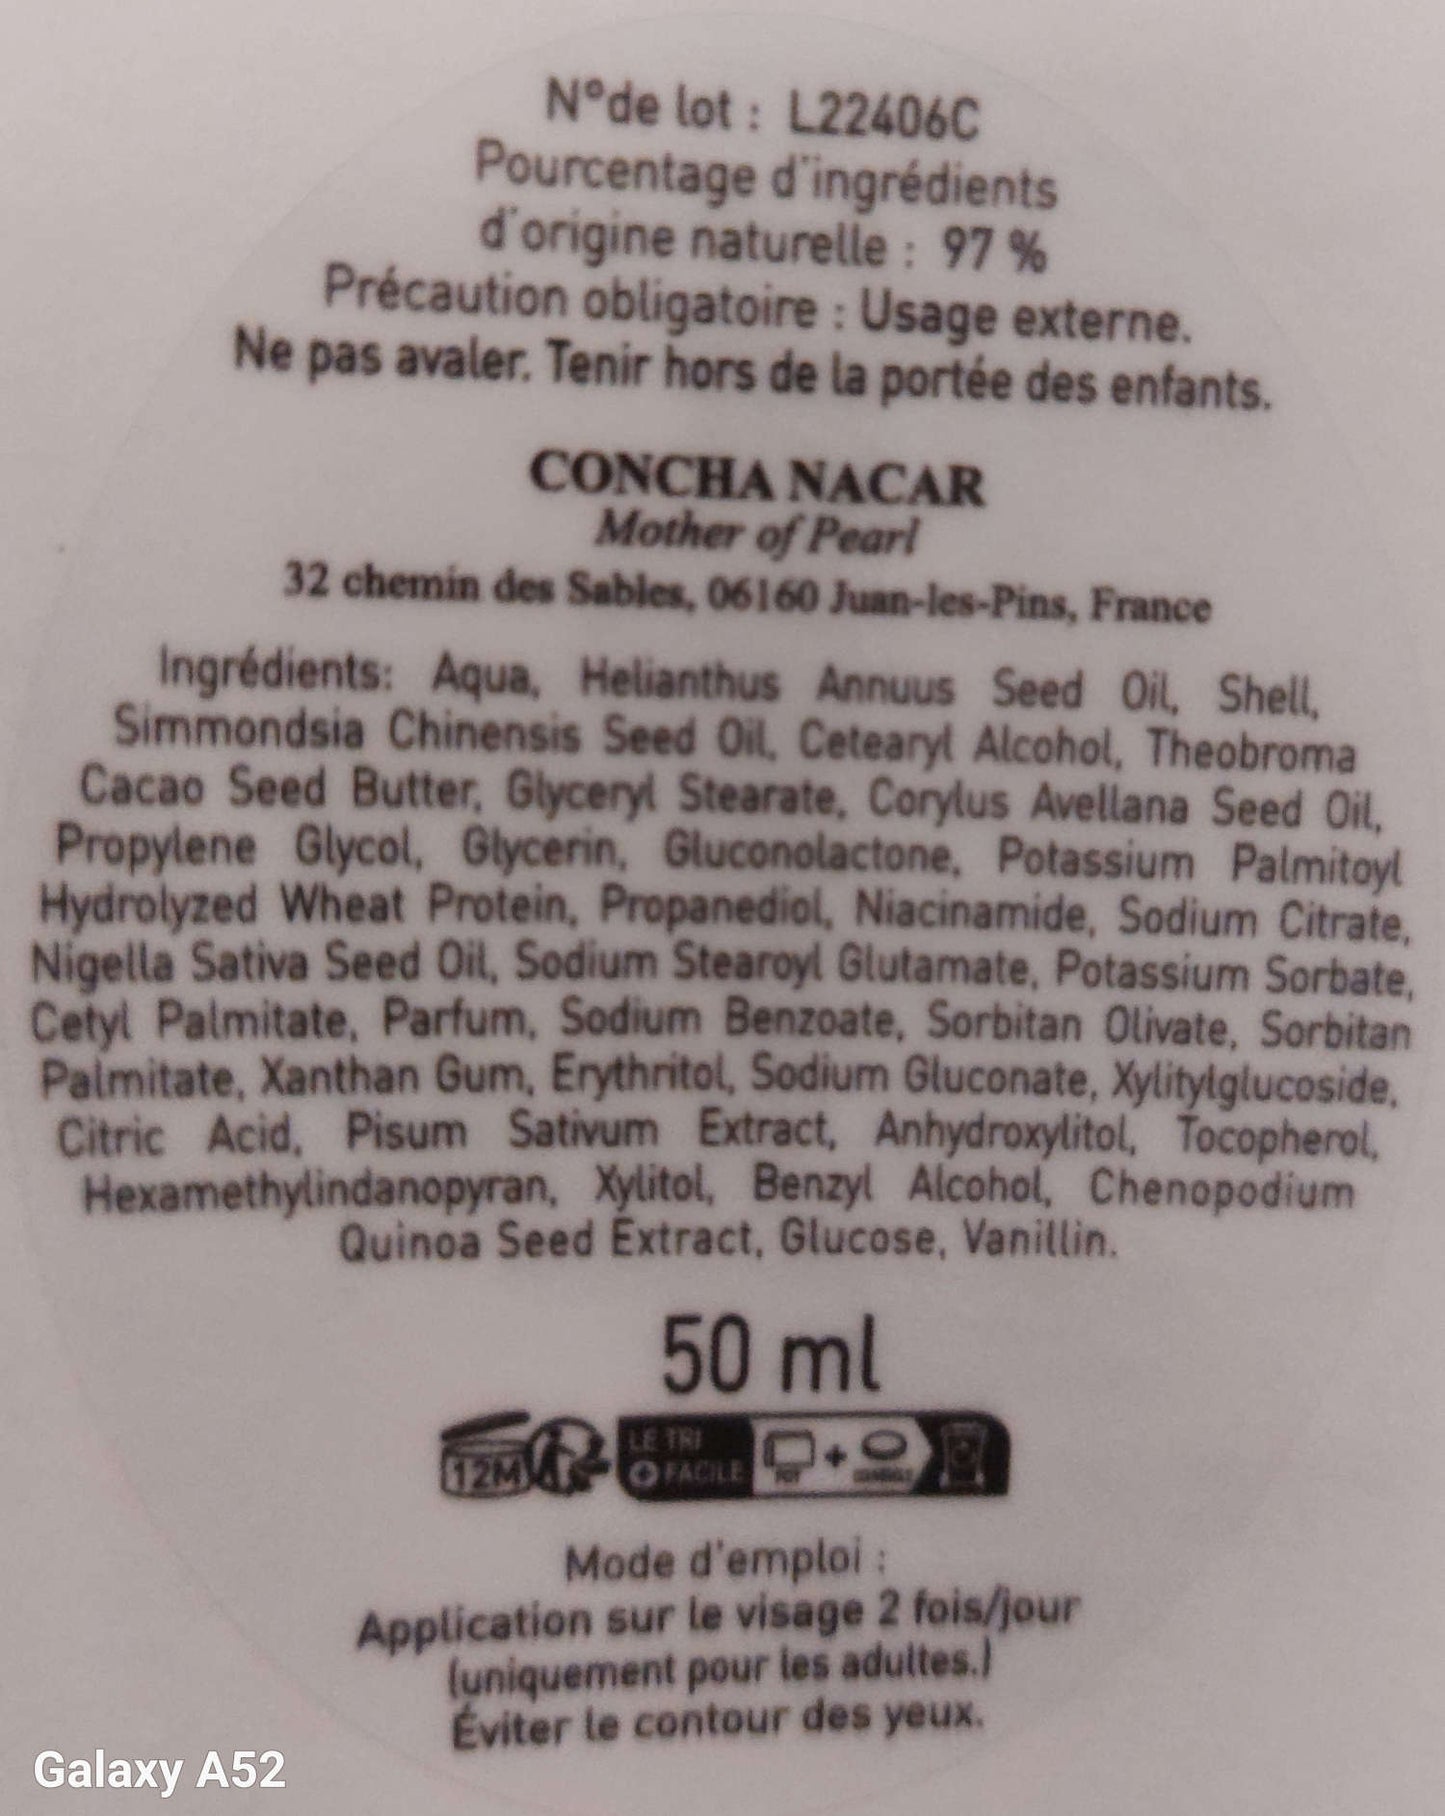 N°de lot : L22406C
Pourcentage d'ingrédients
d'origine naturelle : 97 %
Précaution obligatoire : Usage externe.
Ne pas avaler. Tenir hors de la portée des enfants.
CONCHA NACAR
Mother of Pearl
32 chemin des Sables, 06160 Juan-les-Pins, France
Ingrédients: Aqua, Helianthus Annuus Seed Oil, Shell,
Simmondsia Chinensis Seed Oil, Cetearyl Alcohol, Theobroma
Cacao Seed Butter, Glyceryl Stearate, Corylus Avellana Seed Oil,
Propylene Glycol, Glycerin, Gluconolactone, Potassium Palmitoyl
Hydrolyzed Wheat Protein, Propanediol, Niacinamide, Sodium Citrate,
Nigella Sativa Seed Oil, Sodium Stearoyl Glutamate, Potassium Sorbate,
Cetyl Palmitate, Parfum, Sodium Benzoate, Sorbitan Olivate, Sorbitan
Palmitate, Xanthan Gum, Erythritol, Sodium Gluconate, Xylitylglucoside,
Citric Acid, Pisum Sativum Extract, Anhydroxylitol, Tocopherol,
Hexamethylindanopyran, Xylitol, Benzyl Alcohol, Chenopodium
Quinoa Seed Extract, Glucose, Vanillin.
50 ml
12M
LE TRI
+ FACILE
POT
+
Mode d'emploi :
Application sur le visage 2 fois/jour
(uniquement pour les adultes.)
Éviter le contour des yeux.
Galaxy A52